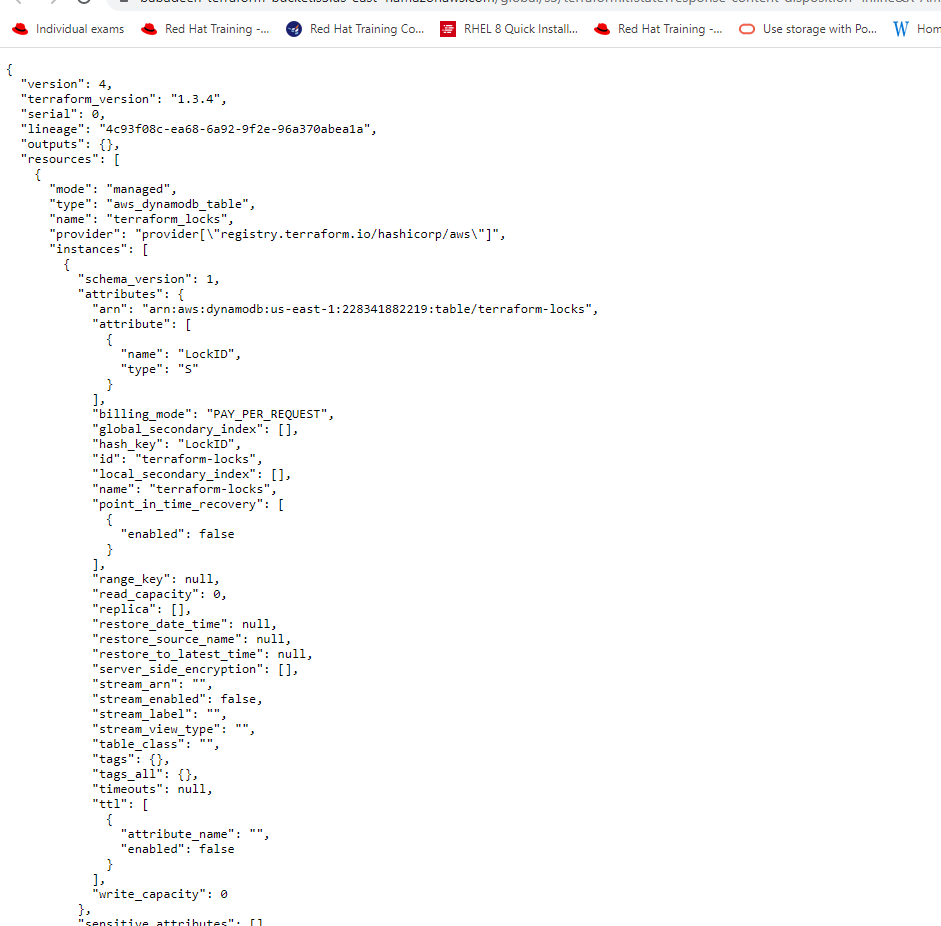 Individual exams Red Hat Training -... Red Hat Training Co... RHEL 8 Quick Install... Red Hat Training -... Use storage with Po... W Hom
{
  "version": 4,
  "terraform_version": "1.3.4",
  "serial": 0,
  "lineage": "4c93f08c-ea68-6a92-9f2e-96a370abea1a",
  "outputs": {},
  "resources": [
    {
      "mode": "managed",
      "type": "aws_dynamodb_table",
      "name": "terraform_locks",
      "provider": "provider[\"registry.terraform.io/hashicorp/aws\"]",
      "instances": [
        {
          "schema_version": 1,
          "attributes": {
            "arn": "arn:aws:dynamodb:us-east-1:228341882219:table/terraform-locks",
            "attribute": [
              {
                "name": "LockID",
                "type": "S"
              }
            ],
            "billing_mode": "PAY_PER_REQUEST",
            "global_secondary_index": [],
            "hash_key": "LockID",
            "id": "terraform-locks",
            "local_secondary_index": [],
            "name": "terraform-locks",
            "point_in_time_recovery": [
              {
                "enabled": false
              }
            ],
            "range_key": null,
            "read_capacity": 0,
            "replica": [],
            "restore_date_time": null,
            "restore_source_name": null,
            "restore_to_latest_time": null,
            "server_side_encryption": [],
            "stream_arn": "",
            "stream_enabled": false,
            "stream_label": "",
            "stream_view_type": "",
            "table_class": "",
            "tags": {},
            "tags_all": {},
            "timeouts": null,
            "ttl": [
              {
                "attribute_name": "",
                "enabled": false
              }
            ],
            "write_capacity": 0
          },
          "sensitive_attributes": []